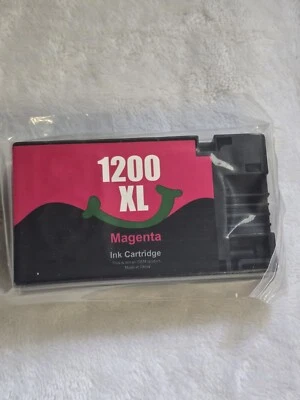 1200
XL
Magenta
Ink Cartridge
Made in China